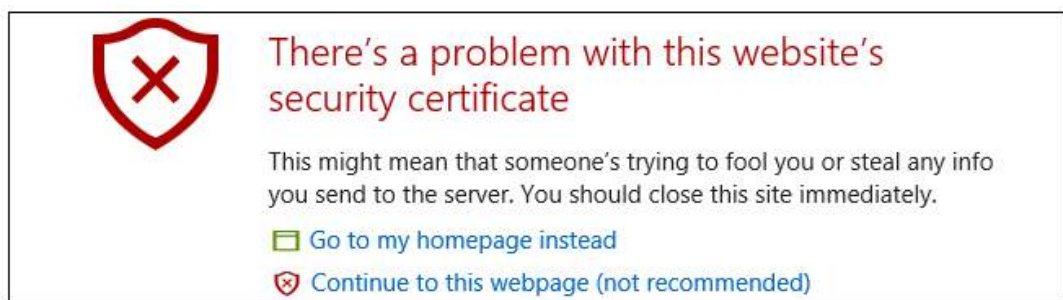 There’s a problem with this website’s
security certificate
This might mean that someone’s trying to fool you or steal any info
you send to the server. You should close this site immediately.
Go to my homepage instead
Continue to this webpage (not recommended)